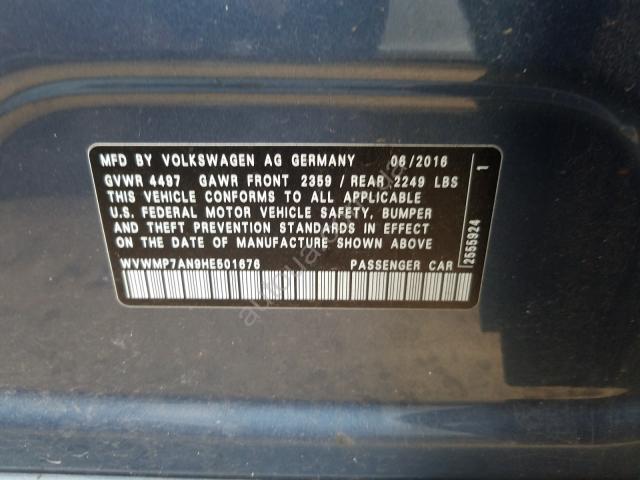 MFD BY VOLKSWAGEN AG GERMANY 06/2016
GVWR 4497 GAWR FRONT 2359 / REAR 2249 LBS
THIS VEHICLE CONFORMS TO ALL APPLICABLE
U.S. FEDERAL MOTOR VEHICLE SAFETY, BUMPER
AND THEFT PREVENTION STANDARDS IN EFFECT
ON THE DATE OF MANUFACTURE SHOWN ABOVE
WVWMP7AN9HE501676 PASSENGER CAR
2555924 1